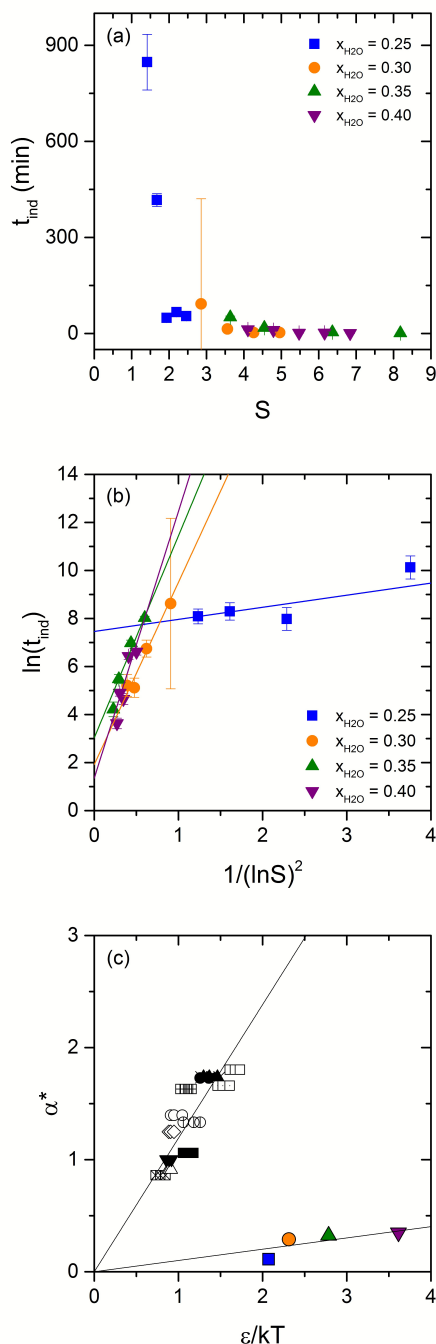 (a)
x_H2O = 0.25
x_H2O = 0.30
x_H2O = 0.35
x_H2O = 0.40
t_ind (min)
900
600
300
0
0 1 2 3 4 5 6 7 8 9
S
(b)
ln(t_ind)
14
12
10
8
6
4
2
0
x_H2O = 0.25
x_H2O = 0.30
x_H2O = 0.35
x_H2O = 0.40
0 1 2 3 4
1/(lnS)^2
(c)
α*
3
2
1
0
0 1 2 3 4
ε/kT